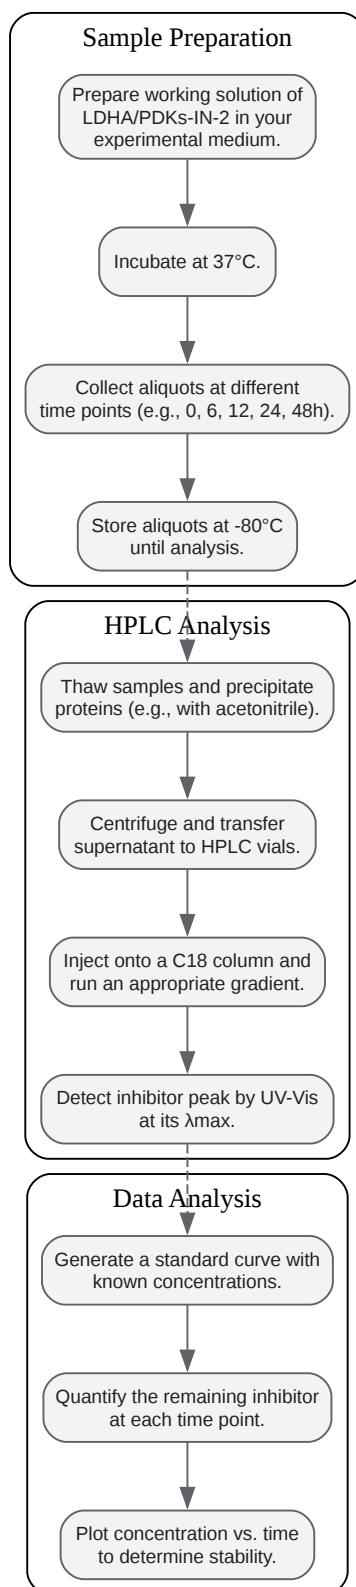 Sample Preparation
Prepare working solution of
LDHA/PDKs-IN-2 in your
experimental medium.
Incubate at 37°C.
Collect aliquots at different
time points (e.g., 0, 6, 12, 24, 48h).
Store aliquots at -80°C
until analysis.
HPLC Analysis
Thaw samples and precipitate
proteins (e.g., with acetonitrile).
Centrifuge and transfer
supernatant to HPLC vials.
Inject onto a C18 column and
run an appropriate gradient.
Detect inhibitor peak by UV-Vis
at its λmax.
Data Analysis
Generate a standard curve with
known concentrations.
Quantify the remaining inhibitor
at each time point.
Plot concentration vs. time
to determine stability.